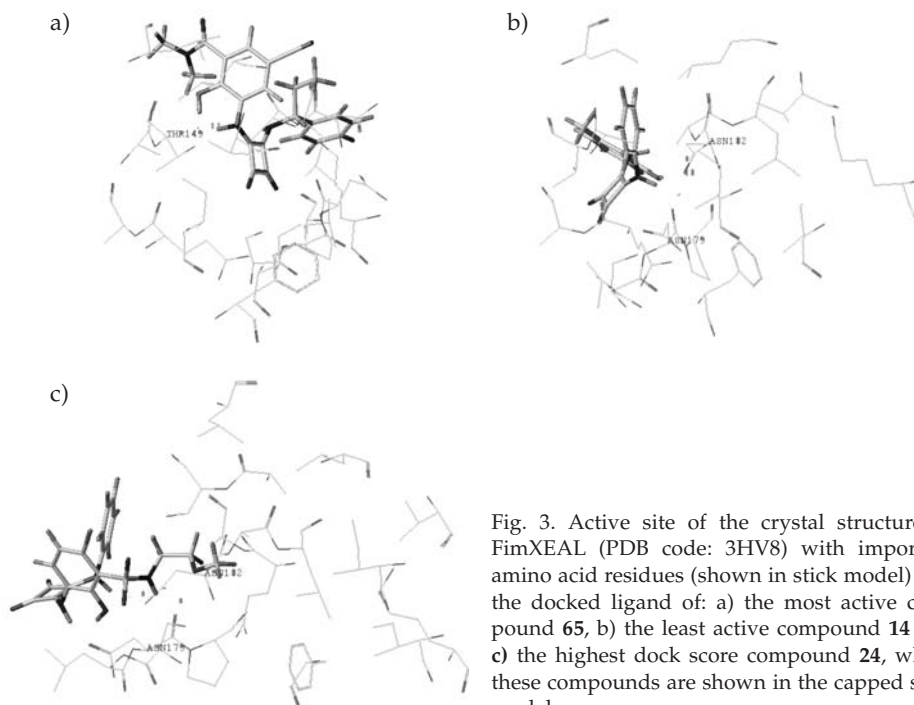 a)
THR149
b)
ASN182
ASN179
c)
Fig. 3. Active site of the crystal structure
FimXEAL (PDB code: 3HV8) with impor
amino acid residues (shown in stick model)
the docked ligand of: a) the most active c
pound 65, b) the least active compound 14
c) the highest dock score compound 24, wh
these compounds are shown in the capped s